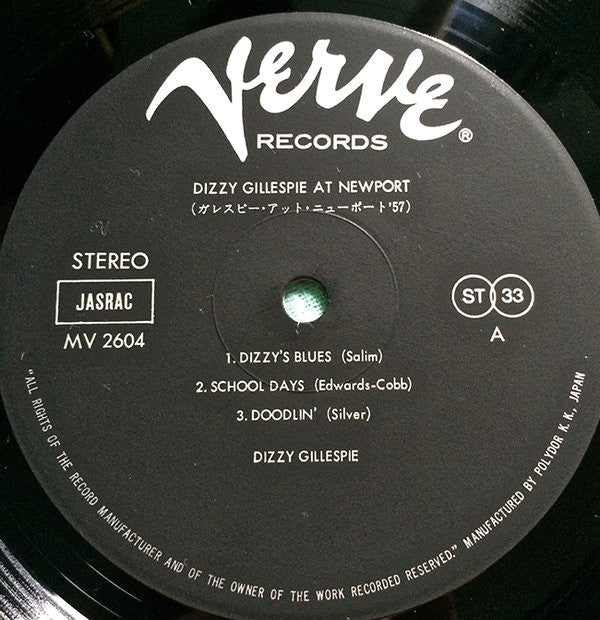 Verve
RECORDS ®
DIZZY GILLESPIE AT NEWPORT
(ガレスピー・アット・ニューポート'57)
STEREO
JASRAC
MV 2604
ST 33
A
1. DIZZY'S BLUES (Salim)
2. SCHOOL DAYS (Edwards-Cobb)
3. DOODLIN' (Silver)
DIZZY GILLESPIE
"ALL RIGHTS OF THE RECORD MANUFACTURER AND OF THE OWNER OF THE WORK RECORDED RESERVED." MANUFACTURED BY POLYDOR K. K., JAPAN